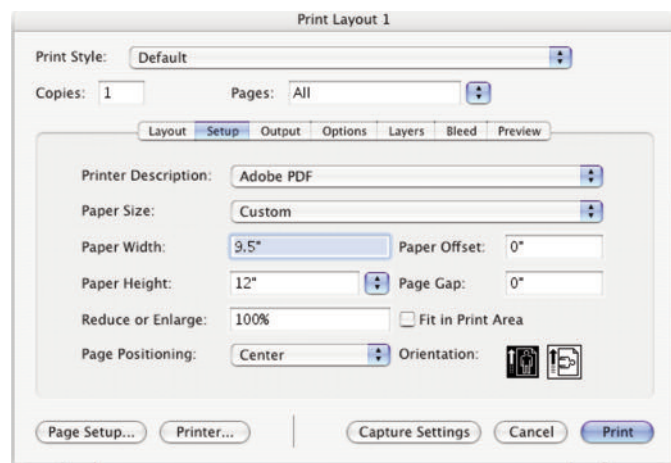 Print Layout 1
Print Style: Default
Copies: 1 Pages: All
Layout Setup Output Options Layers Bleed Preview
Printer Description: Adobe PDF
Paper Size: Custom
Paper Width: 9.5" Paper Offset: 0"
Paper Height: 12" Page Gap: 0"
Reduce or Enlarge: 100% Fit in Print Area
Page Positioning: Center Orientation:
Page Setup... Printer... Capture Settings Cancel Print